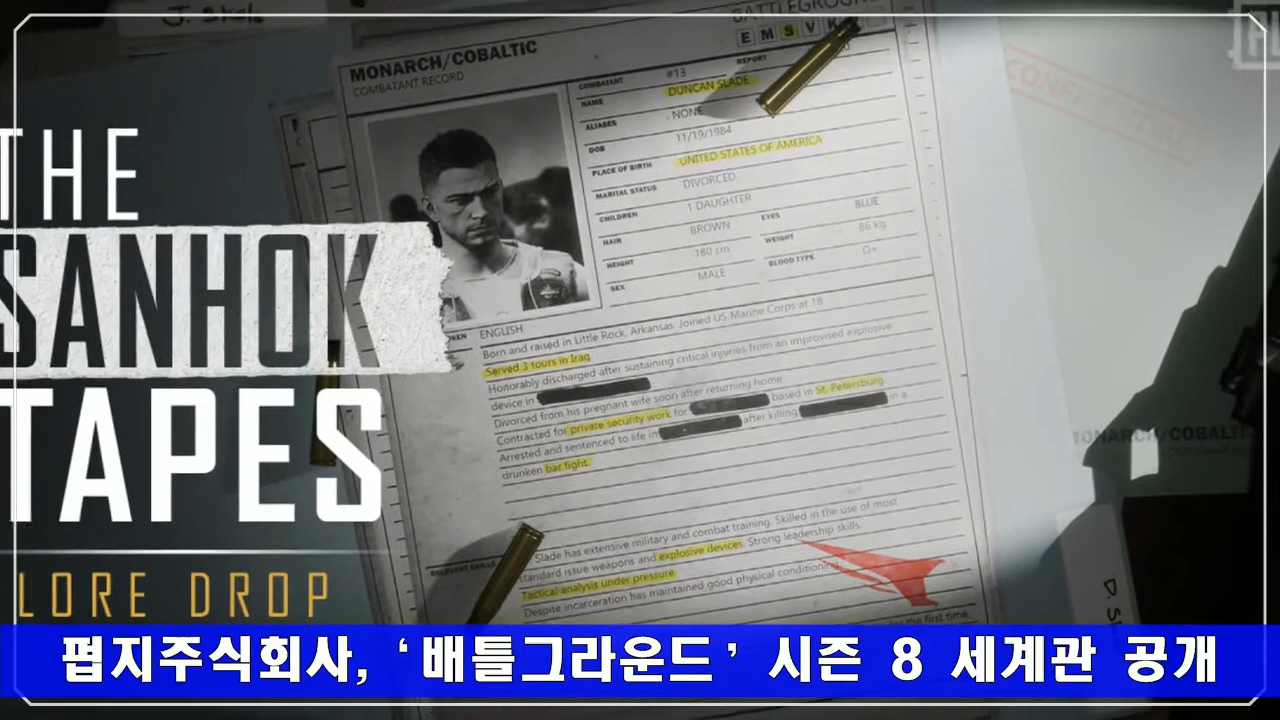 J. Slade
BATTLEGROUND
E M S V K
MONARCH/COBALTIC
COMBATANT RECORD
COMBATANT #13 REPORT
NAME DUNCAN SLADE
ALIASES NONE
DOB 11/19/1984
PLACE OF BIRTH UNITED STATES OF AMERICA
MARITAL STATUS DIVORCED
CHILDREN 1 DAUGHTER
HAIR BROWN EYES BLUE
HEIGHT 180 cm WEIGHT 86 kg
SEX MALE BLOOD TYPE O+
ENGLISH
Born and raised in Little Rock, Arkansas. Joined US Marine Corps at 18
Served 3 tours in Iraq
Honorably discharged after sustaining critical injuries from an improvised explosive
device in
Divorced from his pregnant wife soon after returning home
Contracted for private security work for based in St. Petersburg
Arrested and sentenced to life in after killing in a
drunken bar fight.
RELEVANT SKILLS Slade has extensive military and combat training. Skilled in the use of most
standard issue weapons and explosive devices. Strong leadership skills.
Tactical analysis under pressure.
Despite incarceration has maintained good physical conditioning.
the first time.
THE
SANHOK
TAPES
LORE DROP
MONARCH/COBALTIC
펍지주식회사, ‘배틀그라운드’ 시즌 8 세계관 공개